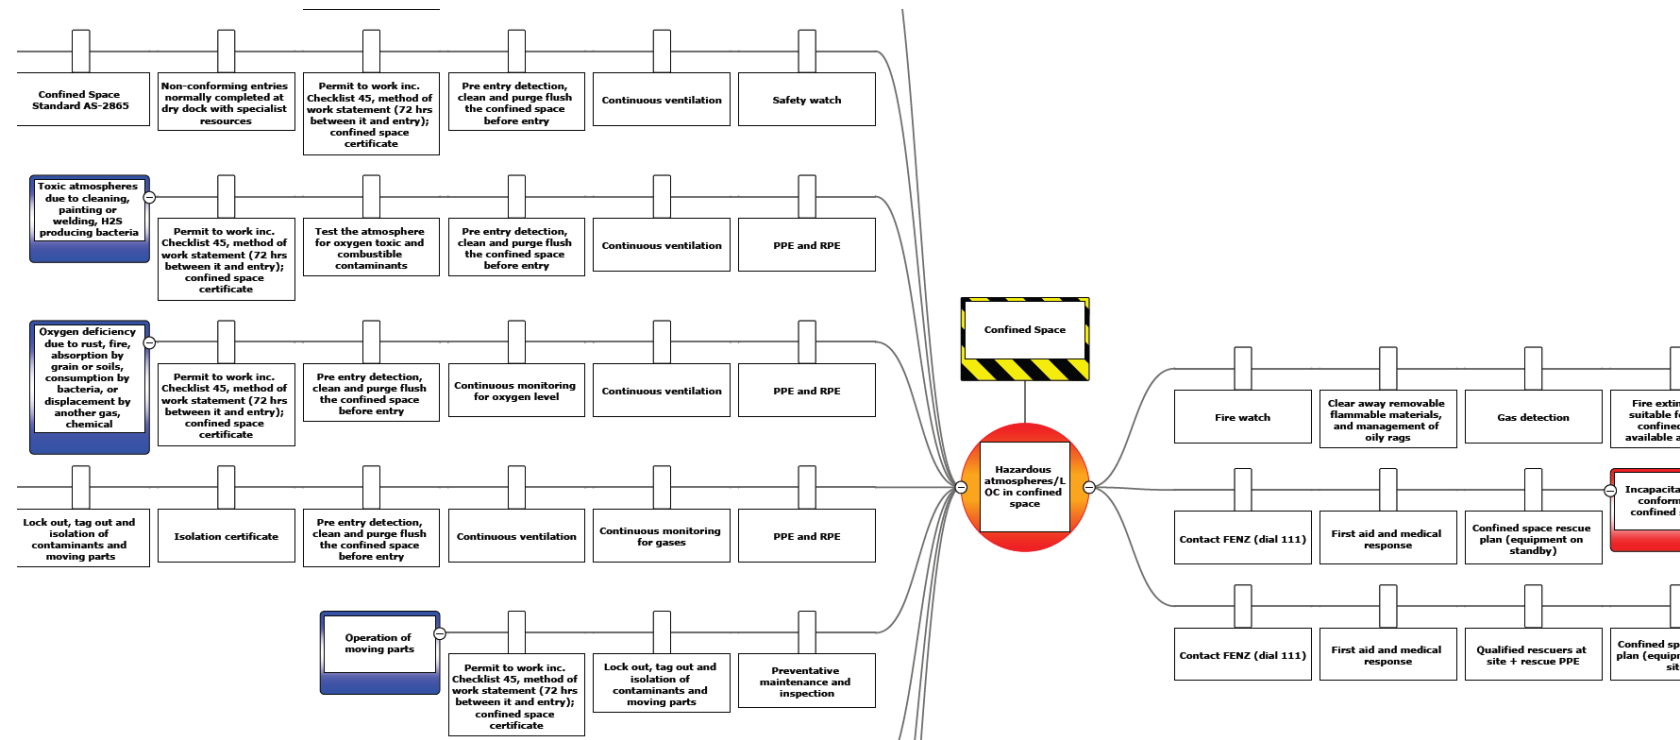 Confined Space
Standard AS-2865
Non-conforming entries
normally completed at
dry dock with specialist
resources
Permit to work inc.
Checklist 45, method of
work statement (72 hrs
between it and entry);
confined space
certificate
Pre entry detection,
clean and purge flush
the confined space
before entry
Continuous ventilation
Safety watch
Toxic atmospheres
due to cleaning,
painting or
welding, H2S
producing bacteria
Permit to work inc.
Checklist 45, method of
work statement (72 hrs
between it and entry);
confined space
certificate
Test the atmosphere
for oxygen toxic and
combustible
contaminants
Pre entry detection,
clean and purge flush
the confined space
before entry
Continuous ventilation
PPE and RPE
Oxygen deficiency
due to rust, fire,
absorption by
grain or soils,
consumption by
bacteria, or
displacement by
another gas,
chemical
Permit to work inc.
Checklist 45, method of
work statement (72 hrs
between it and entry);
confined space
certificate
Pre entry detection,
clean and purge flush
the confined space
before entry
Continuous monitoring
for oxygen level
Continuous ventilation
PPE and RPE
Lock out, tag out and
isolation of
contaminants and
moving parts
Isolation certificate
Pre entry detection,
clean and purge flush
the confined space
before entry
Continuous ventilation
Continuous monitoring
for gases
PPE and RPE
Operation of
moving parts
Permit to work inc.
Checklist 45, method of
work statement (72 hrs
between it and entry);
confined space
certificate
Lock out, tag out and
isolation of
contaminants and
moving parts
Preventative
maintenance and
inspection
Confined Space
Hazardous
atmospheres/L
OC in confined
space
Fire watch
Clear away removable
flammable materials,
and management of
oily rags
Gas detection
Fire
suitable
available
Contact FENZ (dial 111)
First aid and medical
response
Confined space rescue
plan (equipment on
standby)
confined
Contact FENZ (dial 111)
First aid and medical
response
Qualified rescuers at
site + rescue PPE
Confined
plan